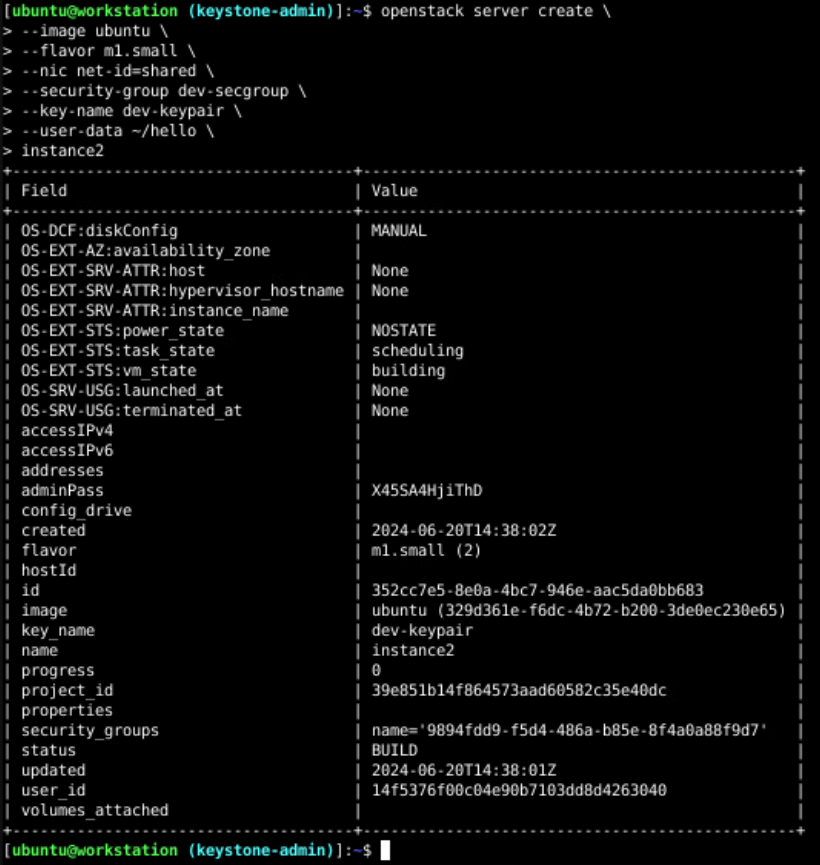 [ubuntu@workstation (keystone-admin)]:~$ openstack server create \
> --image ubuntu \
> --flavor m1.small \
> --nic net-id=shared \
> --security-group dev-secgroup \
> --key-name dev-keypair \
> --user-data ~/hello \
> instance2
+-------------------------------------+-----------------------------------------------+
| Field                               | Value                                         |
+-------------------------------------+-----------------------------------------------+
| OS-DCF:diskConfig                   | MANUAL                                        |
| OS-EXT-AZ:availability_zone         |                                               |
| OS-EXT-SRV-ATTR:host                | None                                          |
| OS-EXT-SRV-ATTR:hypervisor_hostname | None                                          |
| OS-EXT-SRV-ATTR:instance_name       |                                               |
| OS-EXT-STS:power_state              | NOSTATE                                       |
| OS-EXT-STS:task_state               | scheduling                                    |
| OS-EXT-STS:vm_state                 | building                                      |
| OS-SRV-USG:launched_at              | None                                          |
| OS-SRV-USG:terminated_at            | None                                          |
| accessIPv4                          |                                               |
| accessIPv6                          |                                               |
| addresses                           |                                               |
| adminPass                           | X45SA4HjiThD                                  |
| config_drive                        |                                               |
| created                             | 2024-06-20T14:38:02Z                          |
| flavor                              | m1.small (2)                                  |
| hostId                              |                                               |
| id                                  | 352cc7e5-8e0a-4bc7-946e-aac5da0bb683          |
| image                               | ubuntu (329d361e-f6dc-4b72-b200-3de0ec230e65) |
| key_name                            | dev-keypair                                   |
| name                                | instance2                                     |
| progress                            | 0                                             |
| project_id                          | 39e851b14f864573aad60582c35e40dc              |
| properties                          |                                               |
| security_groups                     | name='9894fdd9-f5d4-486a-b85e-8f4a0a88f9d7'   |
| status                              | BUILD                                         |
| updated                             | 2024-06-20T14:38:01Z                          |
| user_id                             | 14f5376f00c04e90b7103dd8d4263040              |
| volumes_attached                    |                                               |
+-------------------------------------+-----------------------------------------------+
[ubuntu@workstation (keystone-admin)]:~$